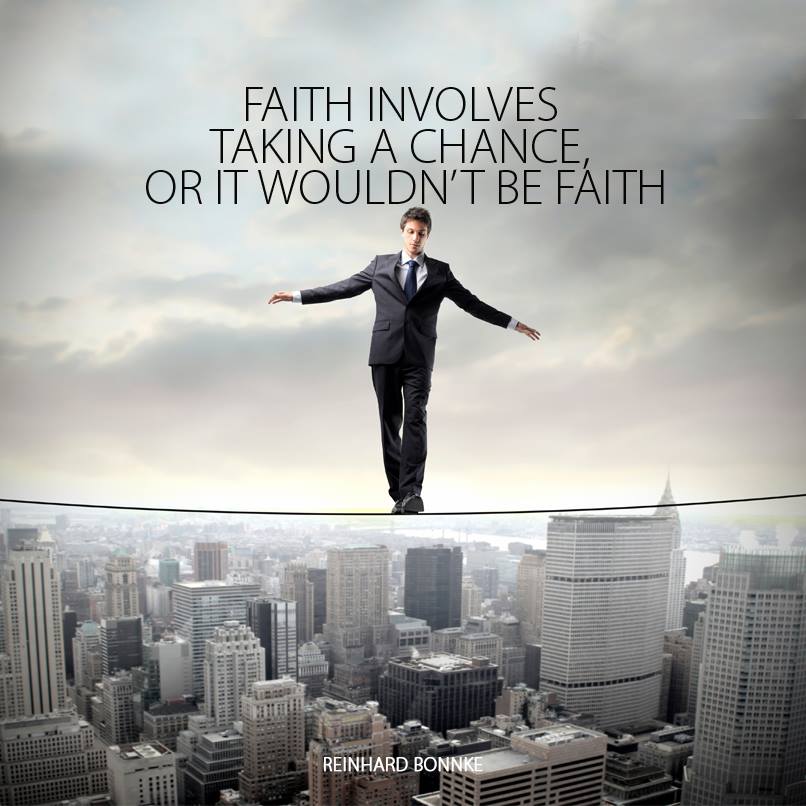 FAITH INVOLVES
TAKING A CHANCE,
OR IT WOULDN'T BE FAITH
REINHARD BONNKE